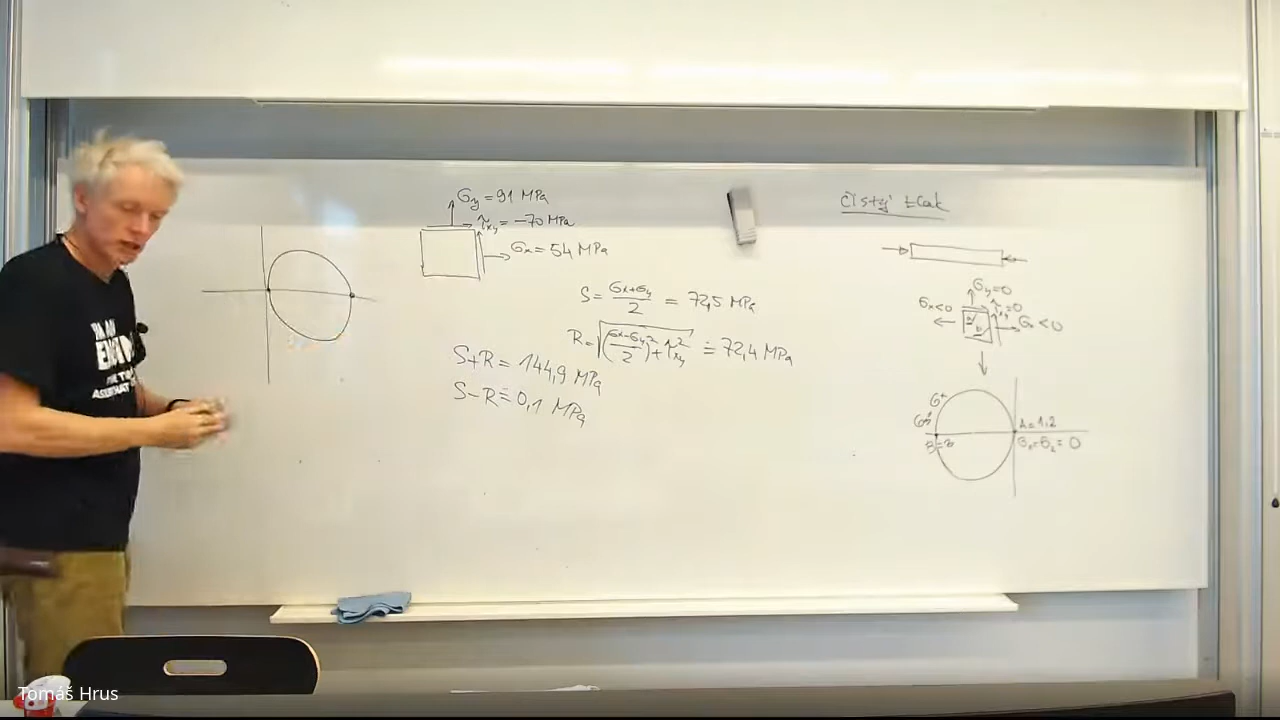 σy = 91 MPa
τxy = -70 MPa
σx = 54 MPa
S = (σx+σy)/2 = 72,5 MPa
R = √((σx-σy)/2)² + τxy² ≐ 72,4 MPa
S+R = 144,9 MPa
S-R ≐ 0,1 MPa
čistý tlak
σy=0
σx<0
τxy=0
σx<0
A=1,2
σ1=σ2=0
Tomáš Hrus